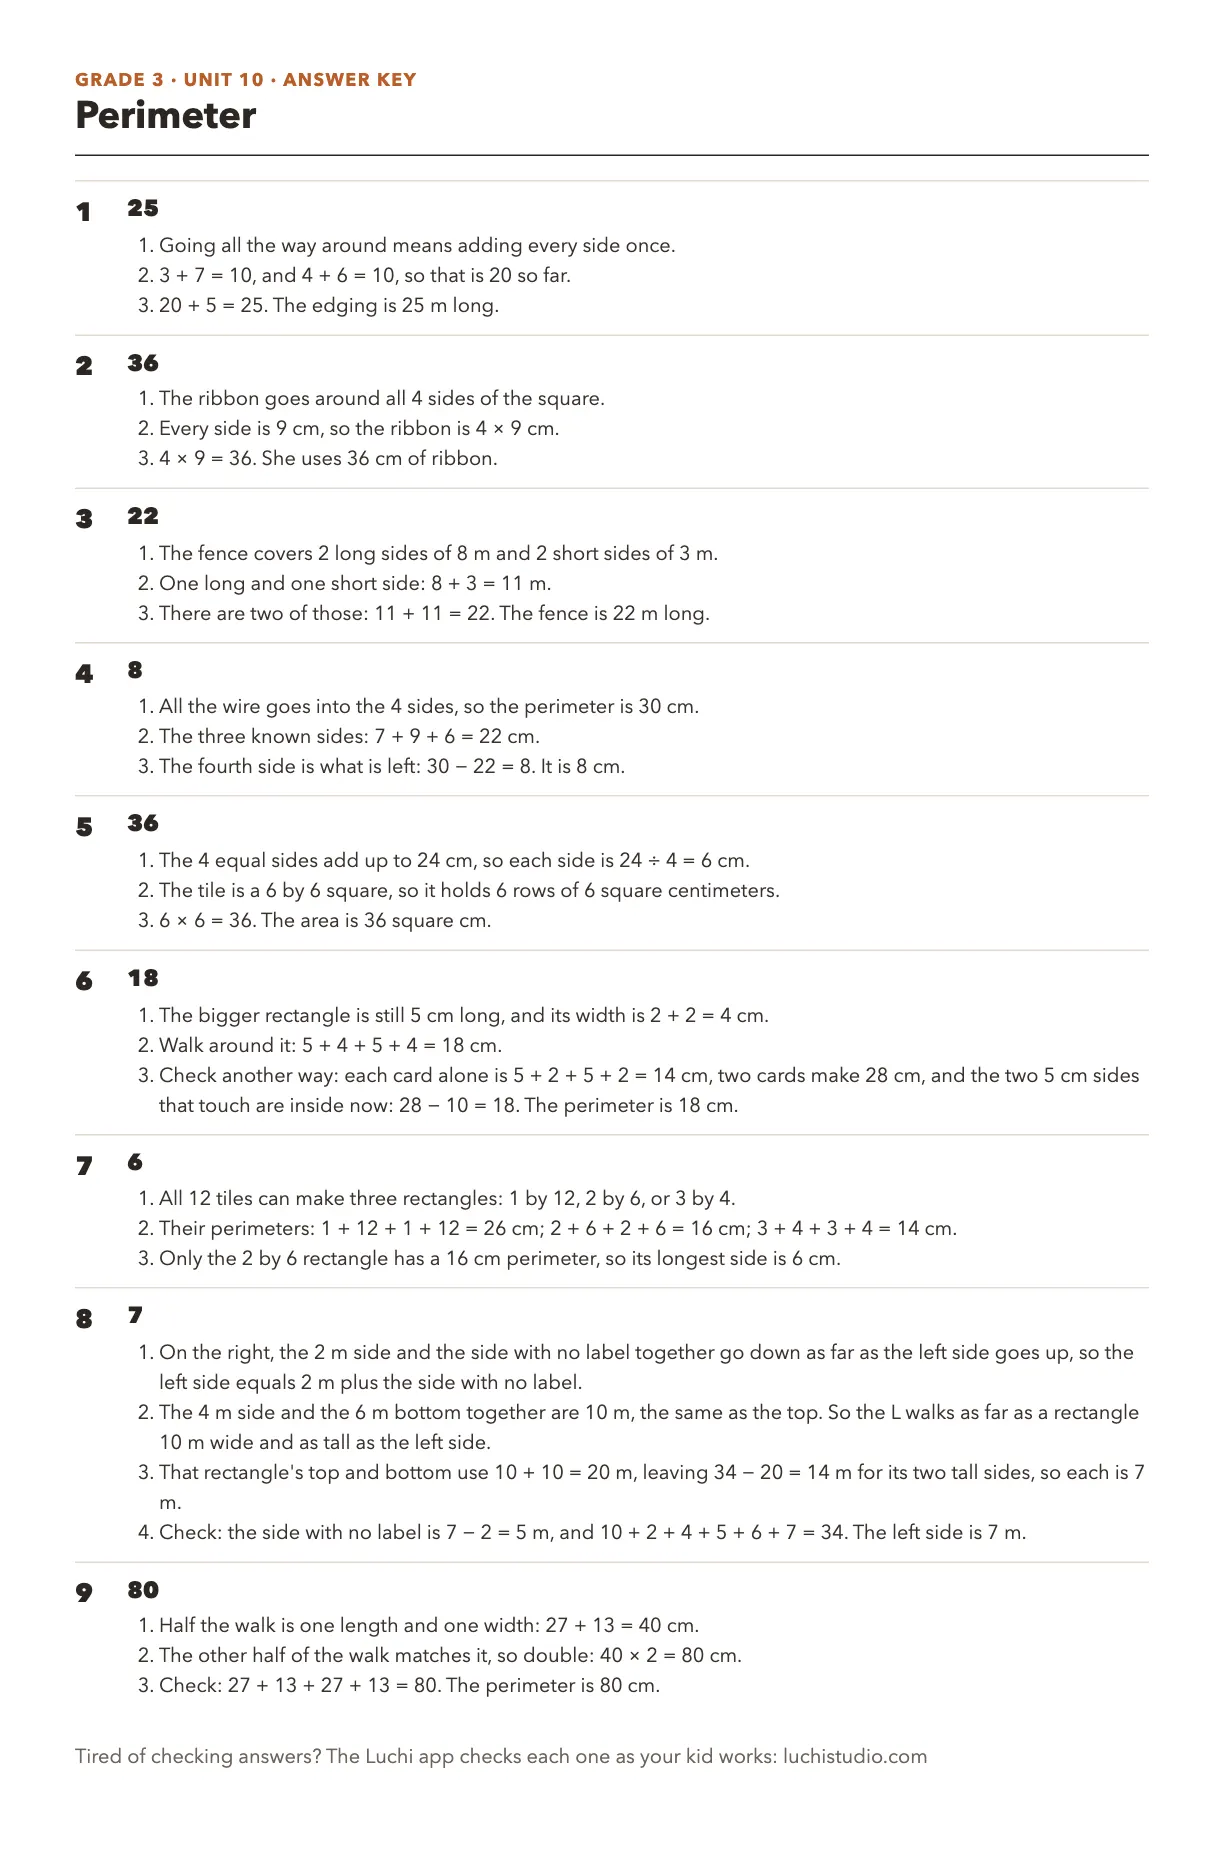 GRADE 3 · UNIT 10 · ANSWER KEY
Perimeter
1 25
1. Going all the way around means adding every side once.
2. 3 + 7 = 10, and 4 + 6 = 10, so that is 20 so far.
3. 20 + 5 = 25. The edging is 25 m long.
2 36
1. The ribbon goes around all 4 sides of the square.
2. Every side is 9 cm, so the ribbon is 4 × 9 cm.
3. 4 × 9 = 36. She uses 36 cm of ribbon.
3 22
1. The fence covers 2 long sides of 8 m and 2 short sides of 3 m.
2. One long and one short side: 8 + 3 = 11 m.
3. There are two of those: 11 + 11 = 22. The fence is 22 m long.
4 8
1. All the wire goes into the 4 sides, so the perimeter is 30 cm.
2. The three known sides: 7 + 9 + 6 = 22 cm.
3. The fourth side is what is left: 30 − 22 = 8. It is 8 cm.
5 36
1. The 4 equal sides add up to 24 cm, so each side is 24 ÷ 4 = 6 cm.
2. The tile is a 6 by 6 square, so it holds 6 rows of 6 square centimeters.
3. 6 × 6 = 36. The area is 36 square cm.
6 18
1. The bigger rectangle is still 5 cm long, and its width is 2 + 2 = 4 cm.
2. Walk around it: 5 + 4 + 5 + 4 = 18 cm.
3. Check another way: each card alone is 5 + 2 + 5 + 2 = 14 cm, two cards make 28 cm, and the two 5 cm sides
that touch are inside now: 28 − 10 = 18. The perimeter is 18 cm.
7 6
1. All 12 tiles can make three rectangles: 1 by 12, 2 by 6, or 3 by 4.
2. Their perimeters: 1 + 12 + 1 + 12 = 26 cm; 2 + 6 + 2 + 6 = 16 cm; 3 + 4 + 3 + 4 = 14 cm.
3. Only the 2 by 6 rectangle has a 16 cm perimeter, so its longest side is 6 cm.
8 7
1. On the right, the 2 m side and the side with no label together go down as far as the left side goes up, so the
left side equals 2 m plus the side with no label.
2. The 4 m side and the 6 m bottom together are 10 m, the same as the top. So the L walks as far as a rectangle
10 m wide and as tall as the left side.
3. That rectangle's top and bottom use 10 + 10 = 20 m, leaving 34 − 20 = 14 m for its two tall sides, so each is 7
m.
4. Check: the side with no label is 7 − 2 = 5 m, and 10 + 2 + 4 + 5 + 6 + 7 = 34. The left side is 7 m.
9 80
1. Half the walk is one length and one width: 27 + 13 = 40 cm.
2. The other half of the walk matches it, so double: 40 × 2 = 80 cm.
3. Check: 27 + 13 + 27 + 13 = 80. The perimeter is 80 cm.
Tired of checking answers? The Luchi app checks each one as your kid works: luchistudio.com